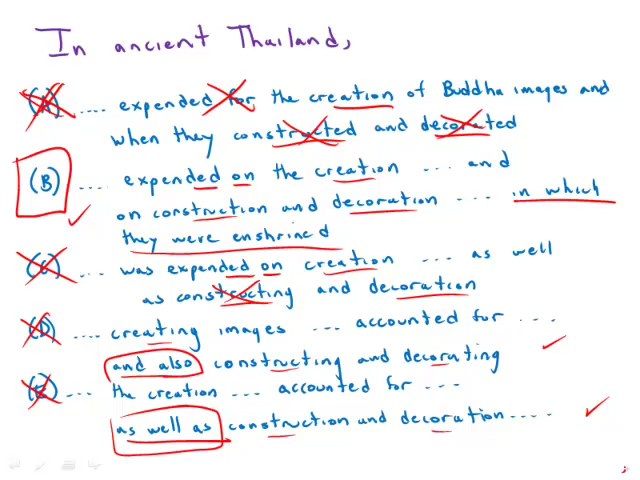 In ancient Thailand,
(A) .... expended for the creation of Buddha images and
when they constructed and decorated
(B) .... expended on the creation ... and
on construction and decoration .... in which
they were enshrined
(C) .... was expended on creation ... as well
as constructing and decoration
(D) .... creating images ... accounted for ...
and also constructing and decorating
(E) ... the creation ... accounted for ...
as well as construction and decoration ....